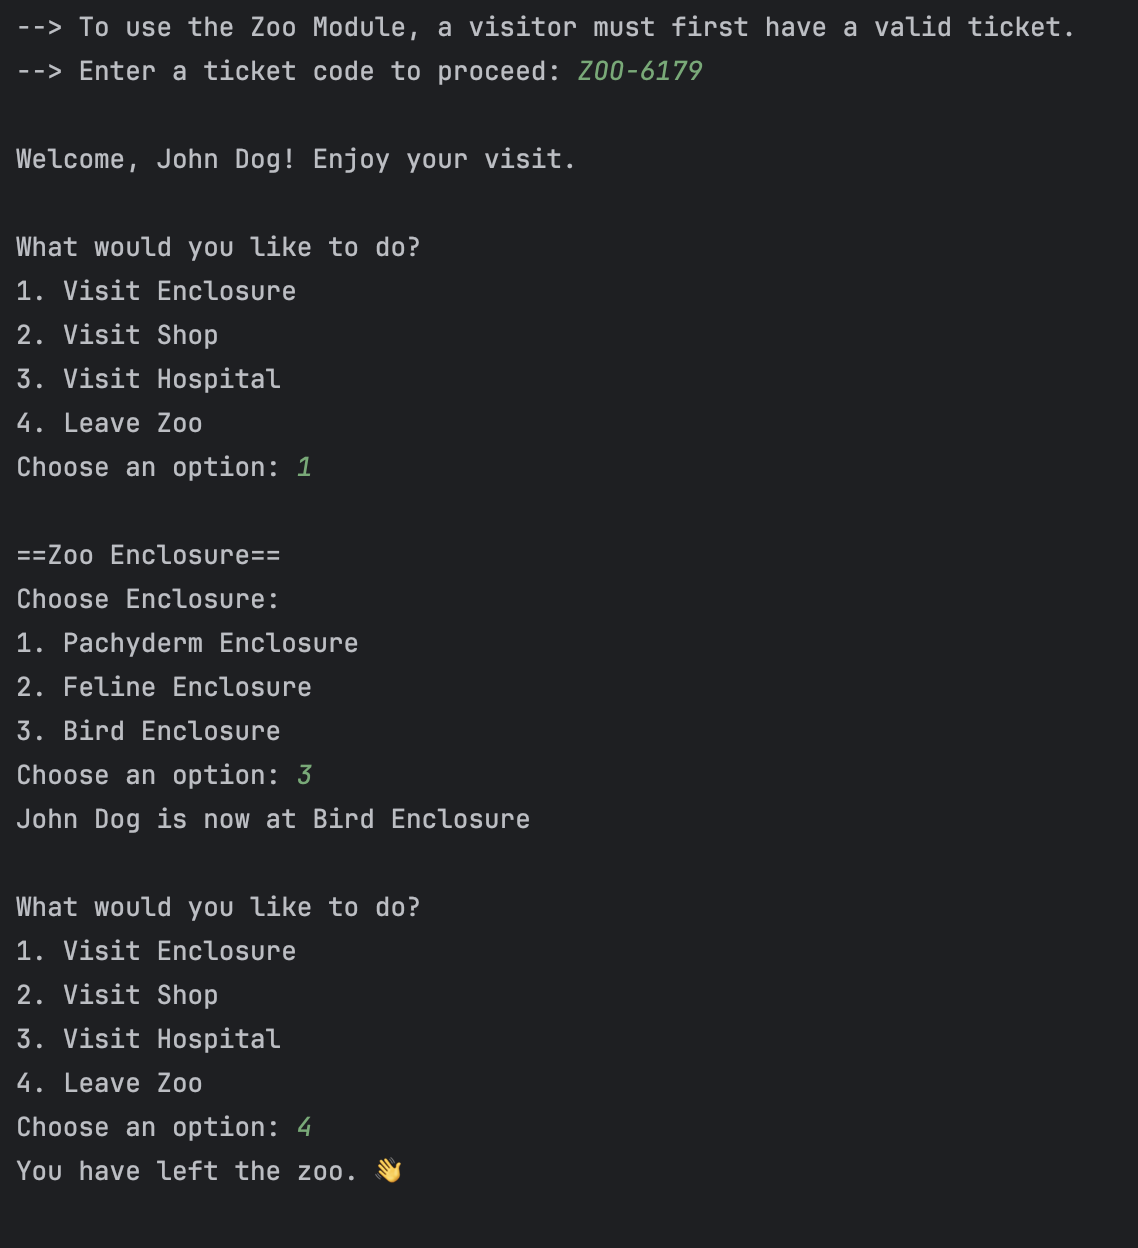 --> To use the Zoo Module, a visitor must first have a valid ticket.
--> Enter a ticket code to proceed: ZOO-6179
Welcome, John Dog! Enjoy your visit.
What would you like to do?
1. Visit Enclosure
2. Visit Shop
3. Visit Hospital
4. Leave Zoo
Choose an option: 1
==Zoo Enclosure==
Choose Enclosure:
1. Pachyderm Enclosure
2. Feline Enclosure
3. Bird Enclosure
Choose an option: 3
John Dog is now at Bird Enclosure
What would you like to do?
1. Visit Enclosure
2. Visit Shop
3. Visit Hospital
4. Leave Zoo
Choose an option: 4
You have left the zoo. 👋